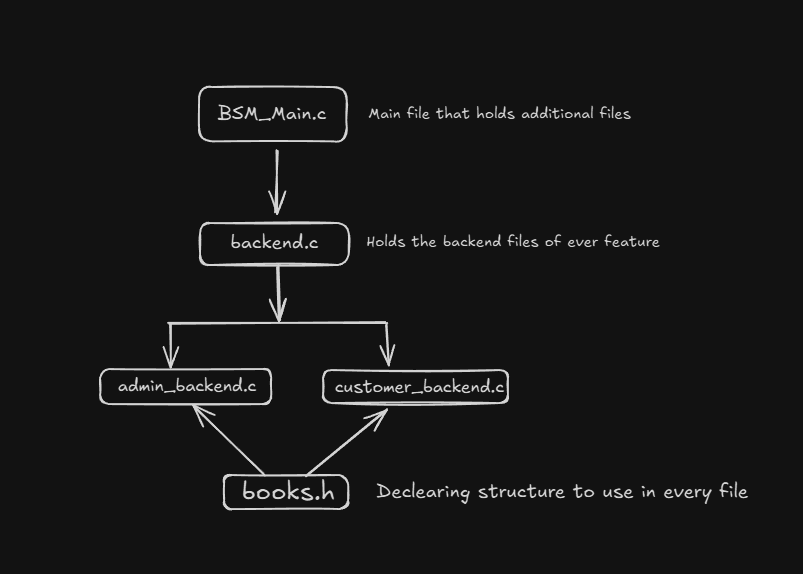 BSM_Main.c
Main file that holds additional files
backend.c
Holds the backend files of ever feature
admin_backend.c
customer_backend.c
books.h
Declearing structure to use in every file